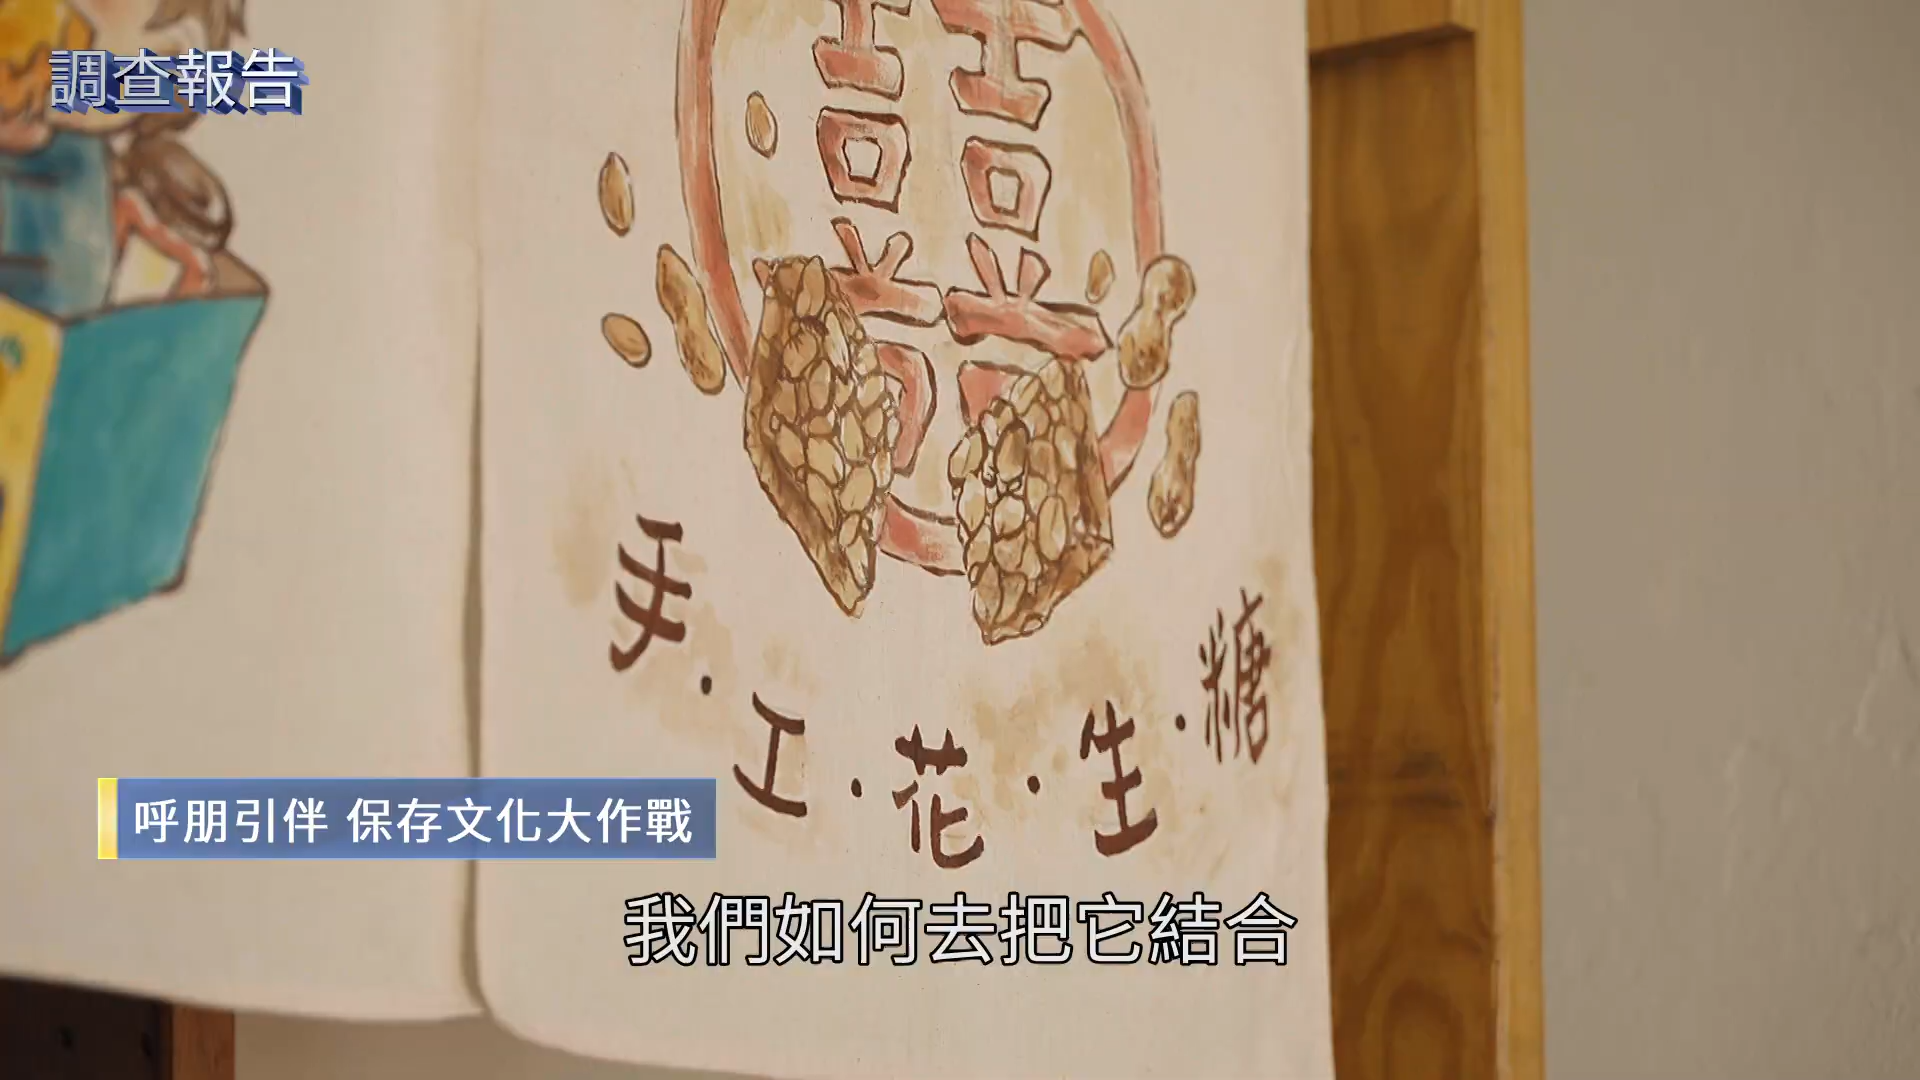 調查報告
囍
手·工·花·生·糖
呼朋引伴 保存文化大作戰
我們如何去把它結合